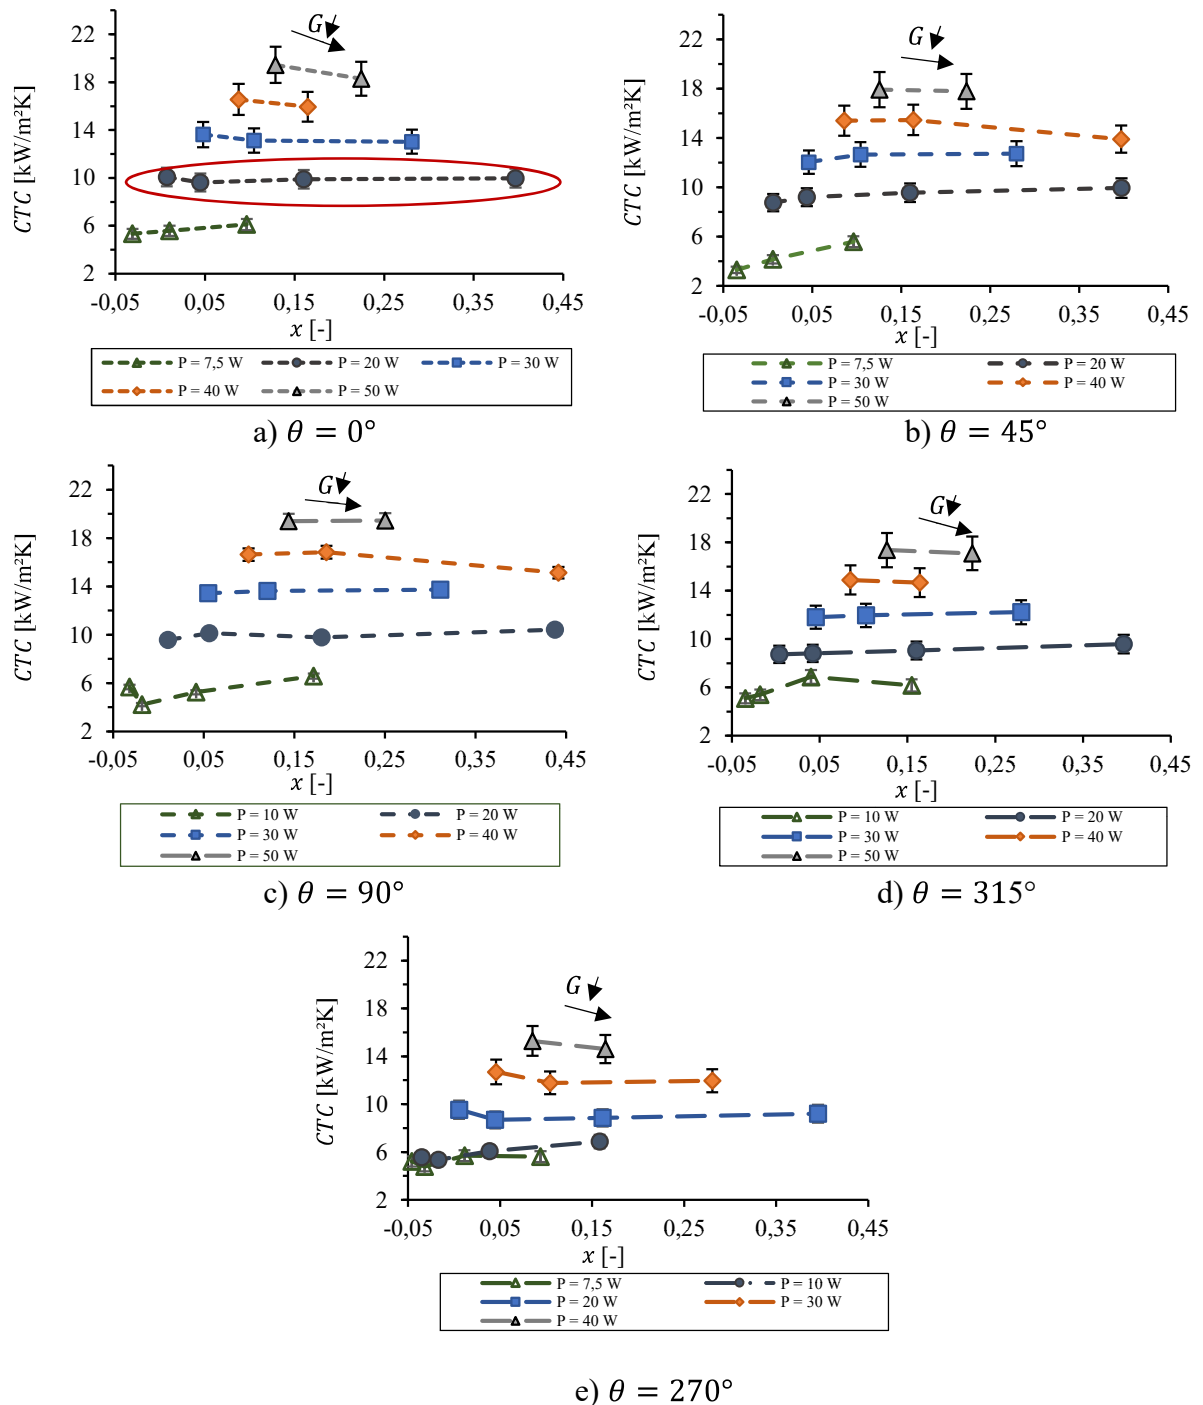 CTC [kW/m²K]
22
18
14
10
6
2
G
-0,05 0,05 0,15 0,25 0,35 0,45
x [-]
P = 7,5 W P = 20 W P = 30 W
P = 40 W P = 50 W
a) θ = 0°
CTC [kW/m²K]
22
18
14
10
6
2
G
-0,05 0,05 0,15 0,25 0,35 0,45
x [-]
P = 7,5 W P = 20 W
P = 30 W P = 40 W
P = 50 W
b) θ = 45°
CTC [kW/m²K]
22
18
14
10
6
2
G
-0,05 0,05 0,15 0,25 0,35 0,45
x [-]
P = 10 W P = 20 W
P = 30 W P = 40 W
P = 50 W
c) θ = 90°
CTC [kW/m²K]
22
18
14
10
6
2
G
-0,05 0,05 0,15 0,25 0,35 0,45
x [-]
P = 10 W P = 20 W
P = 30 W P = 40 W
P = 50 W
d) θ = 315°
CTC [kW/m²K]
22
18
14
10
6
2
G
-0,05 0,05 0,15 0,25 0,35 0,45
x [-]
P = 7,5 W P = 10 W
P = 20 W P = 30 W
P = 40 W
e) θ = 270°